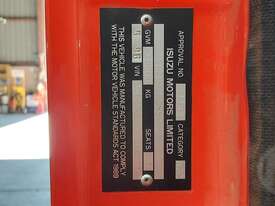 ISUZU MOTORS LIMITED
APPROVAL NO CATEGORY
GVM KG SEATS
VIN
THIS VEHICLE WAS MANUFACTURED TO COMPLY
WITH THE MOTOR VEHICLE STANDARDS ACT 1989